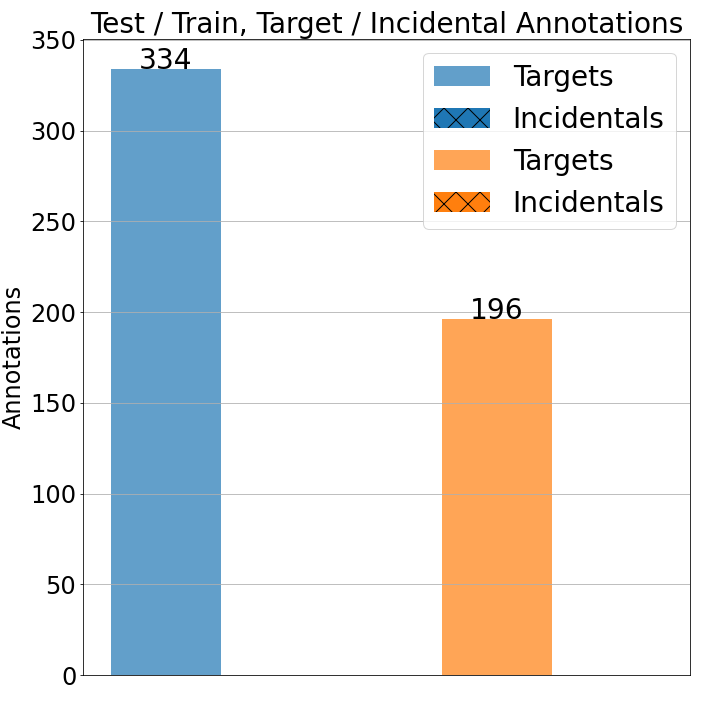 Test / Train, Target / Incidental Annotations
350
334
Targets
Incidentals
Targets
Incidentals
300
250
200
196
Annotations
150
100
50
0